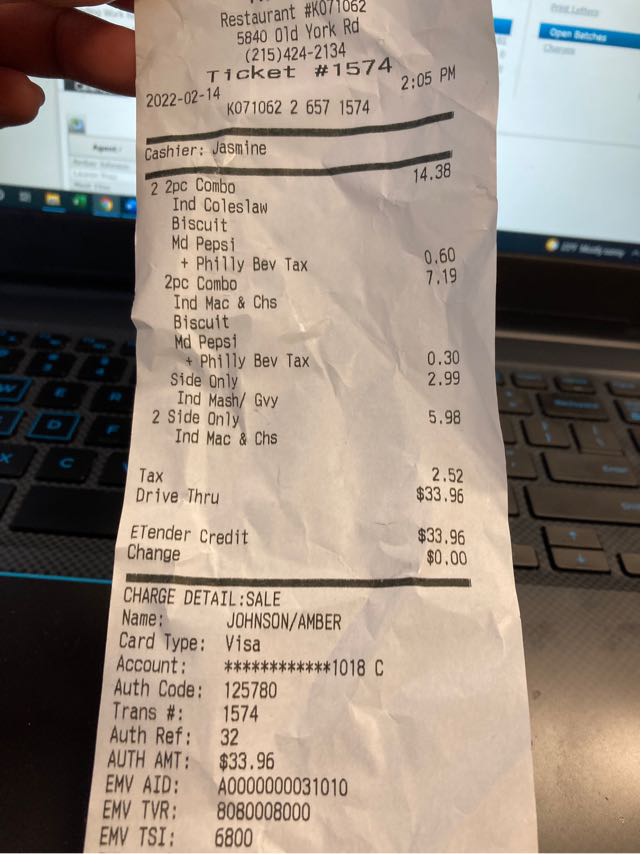 Restaurant #K071062
5840 Old York Rd
(215)424-2134
Ticket #1574
2022-02-14 2:05 PM
K071062 2 657 1574
Cashier: Jasmine
2 2pc Combo 14.38
Ind Coleslaw
Biscuit
Md Pepsi
+ Philly Bev Tax 0.60
2pc Combo 7.19
Ind Mac & Chs
Biscuit
Md Pepsi
+ Philly Bev Tax 0.30
Side Only 2.99
Ind Mash/ Gvy
2 Side Only 5.98
Ind Mac & Chs
Tax 2.52
Drive Thru $33.96
ETender Credit $33.96
Change $0.00
CHARGE DETAIL:SALE
Name: JOHNSON/AMBER
Card Type: Visa
Account: ************1018 C
Auth Code: 125780
Trans #: 1574
Auth Ref: 32
AUTH AMT: $33.96
EMV AID: A0000000031010
EMV TVR: 8080008000
EMV TSI: 6800
Print Letters
Open Batches
Changes
Agent